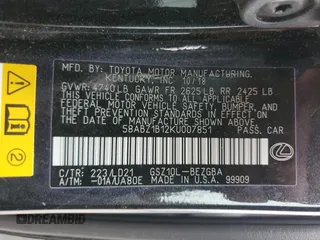 MFD. BY: TOYOTA MOTOR MANUFACTURING,
KENTUCKY, INC 10/18
GVWR: 4740 LB GAWR FR 2625 LB RR 2425 LB
THIS VEHICLE CONFORMS TO ALL APPLICABLE
FEDERAL MOTOR VEHICLE SAFETY, BUMPER,
AND THEFT PREVENTION STANDARDS IN EFFECT
ON THE DATE OF MANUFACTURE SHOWN ABOVE.
58ABZ1B12KU007851 PASS. CAR
C/TR: 223/LD21 GSZ10L-BEZGBA
A/TM: -01A/UA80E MADE IN U.S.A. 99909
DREAMBID